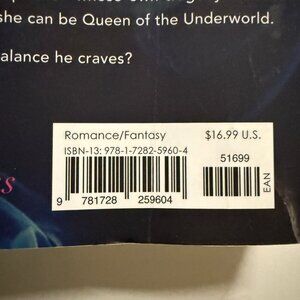 she can be Queen of the Underworld.
alance he craves?
Romance/Fantasy $16.99 U.S.
ISBN-13: 978-1-7282-5960-4
51699
EAN
s
9 781728 259604